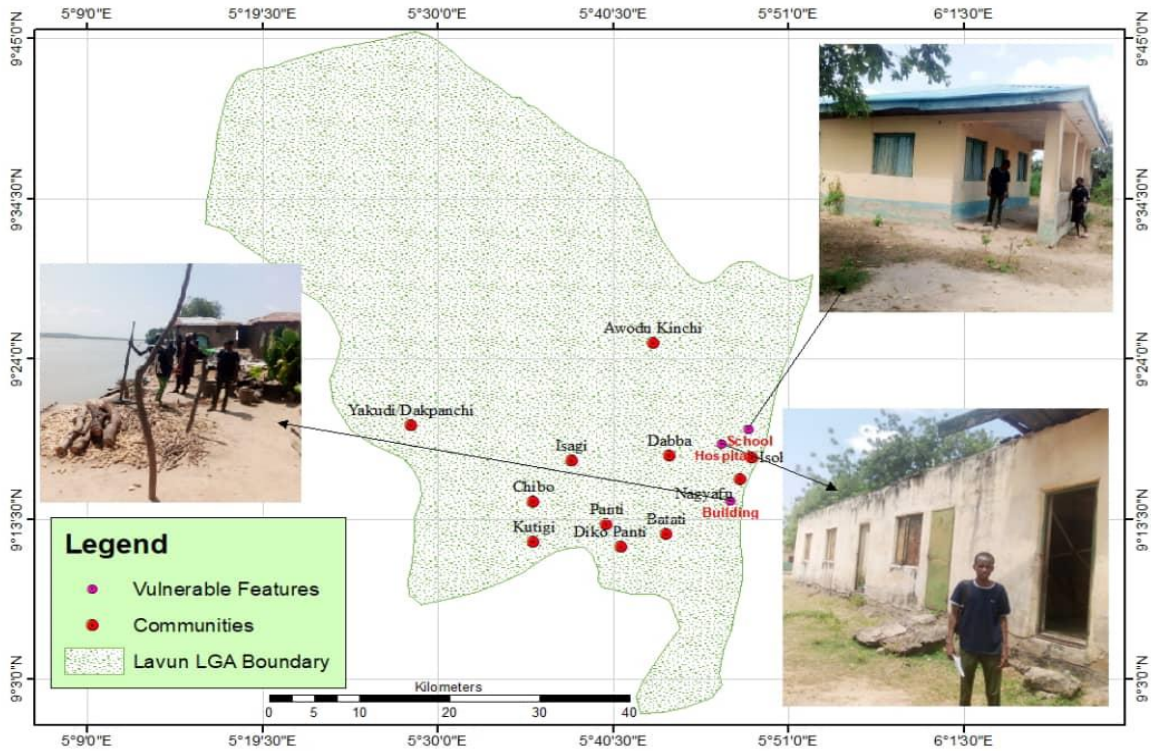 5°9'0"E 5°19'30"E 5°30'0"E 5°40'30"E 5°51'0"E 6°1'30"E
9°45'0"N 9°45'0"N
9°34'30"N 9°34'30"N
Awodu Kinchi
9°24'0"N 9°24'0"N
Yakudi Dakpanchi
School
Isagi Dabba Hospital Isol
Chibo Nagyafu
9°13'30"N 9°13'30"N
Panti Building
Kutigi Diko Panti Batati
Legend
Vulnerable Features
Communities
Lavun LGA Boundary
9°3'0"N 9°3'0"N
Kilometers
0 5 10 20 30 40
5°9'0"E 5°19'30"E 5°30'0"E 5°40'30"E 5°51'0"E 6°1'30"E